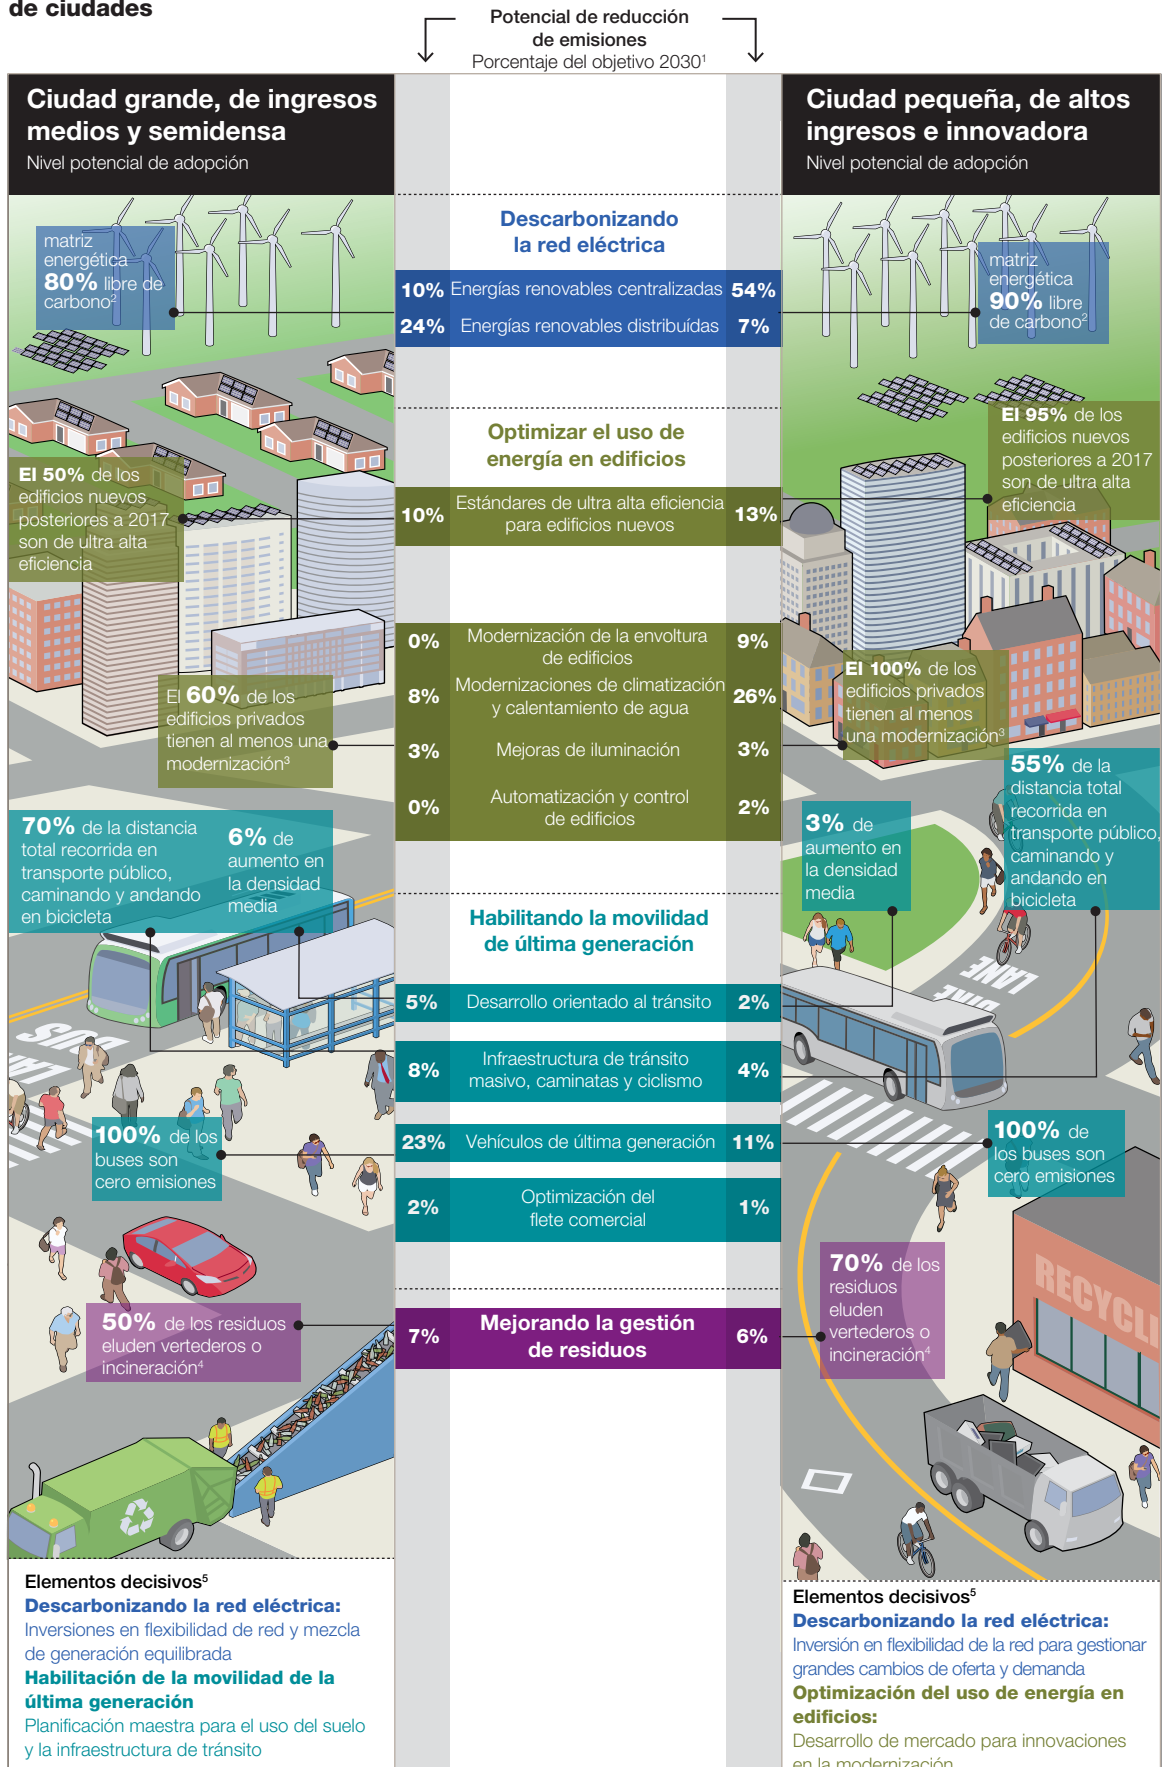 de ciudades
Potencial de reducción
de emisiones
Porcentaje del objetivo 2030¹
Ciudad grande, de ingresos
medios y semidensa
Nivel potencial de adopción
Ciudad pequeña, de altos
ingresos e innovadora
Nivel potencial de adopción
matriz
energética
80% libre de
carbono²
Descarbonizando
la red eléctrica
10% Energías renovables centralizadas 54%
24% Energías renovables distribuídas 7%
matriz
energética
90% libre
de carbono²
El 50% de los
edificios nuevos
posteriores a 2017
son de ultra alta
eficiencia
Optimizar el uso de
energía en edificios
10% Estándares de ultra alta eficiencia
para edificios nuevos 13%
El 95% de los
edificios nuevos
posteriores a 2017
son de ultra alta
eficiencia
El 60% de los
edificios privados
tienen al menos una
modernización³
0% Modernización de la envoltura
de edificios 9%
8% Modernizaciones de climatización
y calentamiento de agua 26%
3% Mejoras de iluminación 3%
0% Automatización y control
de edificios 2%
El 100% de los
edificios privados
tienen al menos
una modernización³
70% de la distancia
total recorrida en
transporte público,
caminando y andando
en bicicleta
6% de
aumento en
la densidad
media
3% de
aumento en
la densidad
media
55% de la
distancia total
recorrida en
transporte público,
caminando y
andando en
bicicleta
Habilitando la movilidad
de última generación
5% Desarrollo orientado al tránsito 2%
8% Infraestructura de tránsito
masivo, caminatas y ciclismo 4%
23% Vehículos de última generación 11%
2% Optimización del
flete comercial 1%
BUS
LANE
BIKE
LANE
100% de los
buses son
cero emisiones
100% de
los buses son
cero emisiones
50% de los residuos
eluden vertederos o
incineración⁴
7% Mejorando la gestión
de residuos 6%
70% de los
residuos
eluden
vertederos o
incineración⁴
RECYCLI
Elementos decisivos⁵
Descarbonizando la red eléctrica:
Inversiones en flexibilidad de red y mezcla
de generación equilibrada
Habilitación de la movilidad de la
última generación
Planificación maestra para el uso del suelo
y la infraestructura de tránsito
Elementos decisivos⁵
Descarbonizando la red eléctrica:
Inversión en flexibilidad de la red para gestionar
grandes cambios de oferta y demanda
Optimización del uso de energía en
edificios:
Desarrollo de mercado para innovaciones
en la modernización